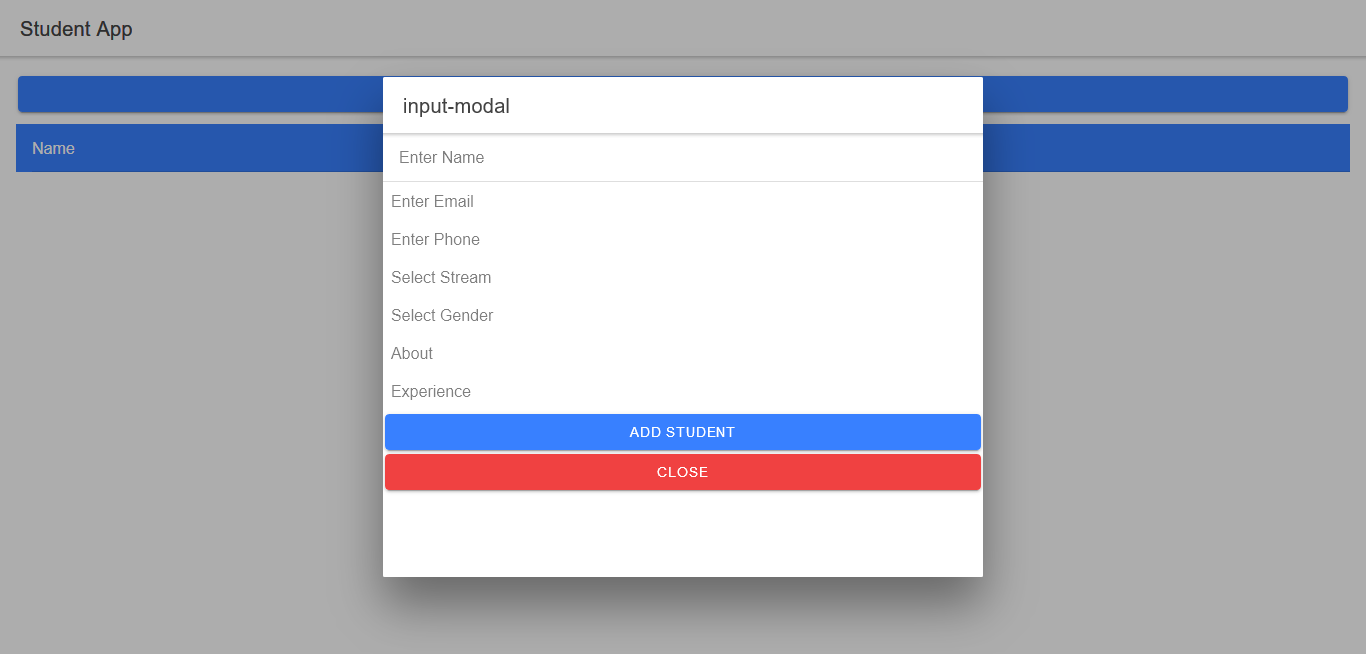 Student App
Name
input-modal
Enter Name
Enter Email
Enter Phone
Select Stream
Select Gender
About
Experience
ADD STUDENT
CLOSE